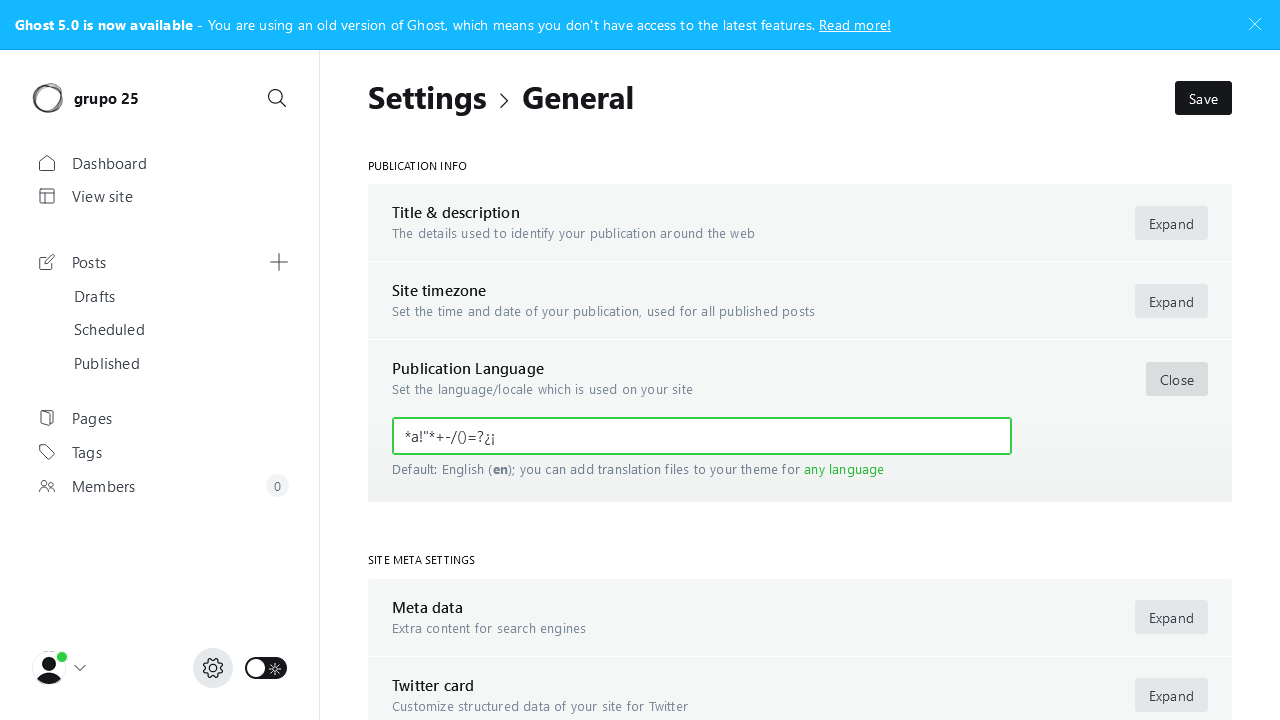 Ghost 5.0 is now available - You are using an old version of Ghost, which means you don't have access to the latest features. Read more!
grupo 25
Dashboard
View site
Posts
Drafts
Scheduled
Published
Pages
Tags
Members
0
Settings > General
Save
PUBLICATION INFO
Title & description
The details used to identify your publication around the web
Expand
Site timezone
Set the time and date of your publication, used for all published posts
Expand
Publication Language
Set the language/locale which is used on your site
Close
*a!"*+-/()=?¿¡
Default: English (en); you can add translation files to your theme for any language
SITE META SETTINGS
Meta data
Extra content for search engines
Expand
Twitter card
Customize structured data of your site for Twitter
Expand